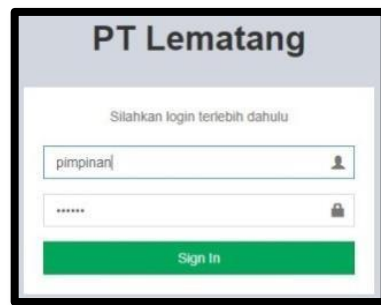 PT Lematang
Silahkan login terlebih dahulu
pimpinan
••••••
Sign In